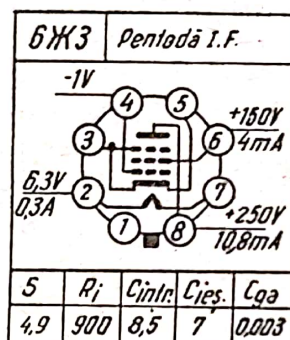 6Ж3 Pentodă I.F.
-1V
4 5
3 6 +150V
4mA
6,3V 2 7
0,3A
1 8 +250V
10,8mA
S Ri Cintr. Cieș. Cga
4,9 900 8,5 7 0,003